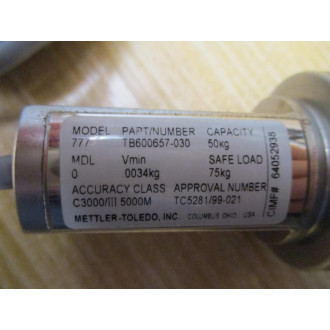 MODEL PART/NUMBER CAPACITY
777 TB600657-030 50kg
MDL Vmin SAFE LOAD
0 0034kg 75kg
ACCURACY CLASS APPROVAL NUMBER
C3000/III 5000M TC5281/99-021
METTLER-TOLEDO, INC. COLUMBUS OHIO USA
CIMF# 64052938